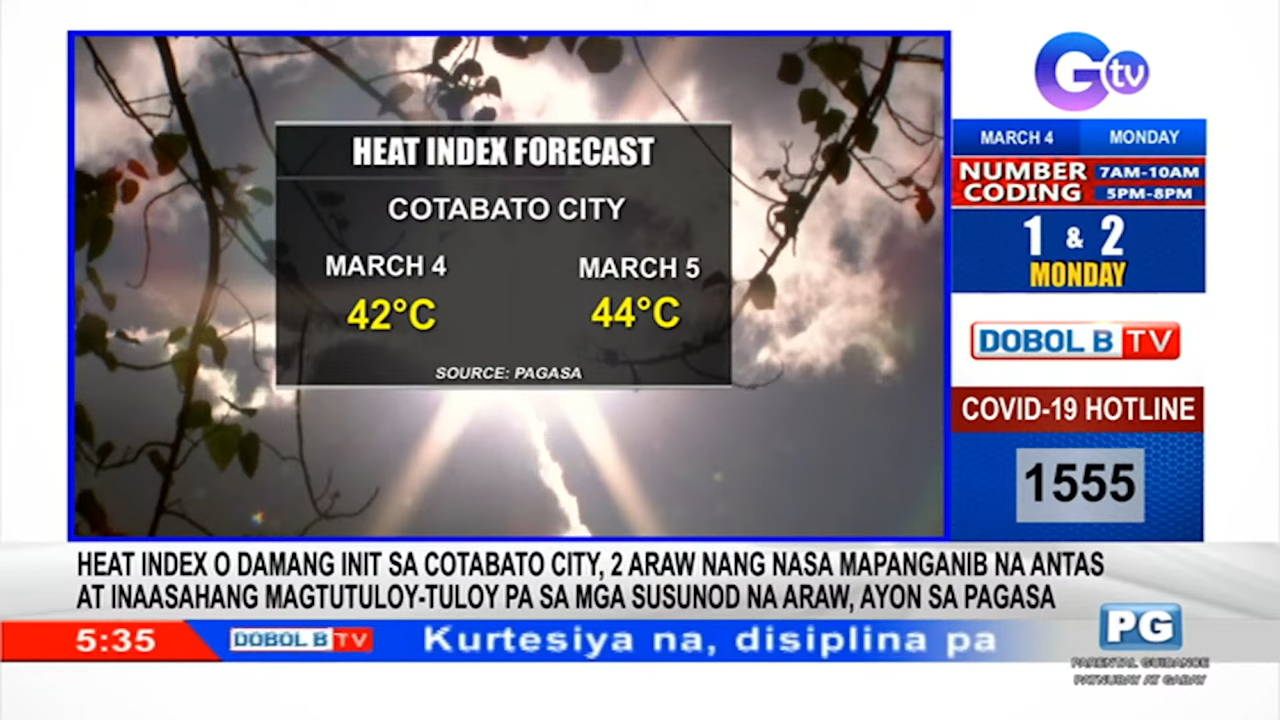 HEAT INDEX FORECAST
COTABATO CITY
MARCH 4
42°C
MARCH 5
44°C
SOURCE: PAGASA
Gtv
MARCH 4 MONDAY
NUMBER CODING
7AM-10AM
5PM-8PM
1 & 2
MONDAY
DOBOL B TV
COVID-19 HOTLINE
1555
HEAT INDEX O DAMANG INIT SA COTABATO CITY, 2 ARAW NANG NASA MAPANGANIB NA ANTAS
AT INAASAHANG MAGTUTULOY-TULOY PA SA MGA SUSUNOD NA ARAW, AYON SA PAGASA
5:35 DOBOL B TV Kurtesiya na, disiplina pa
PG
PARENTAL GUIDANCE
PATNUBAY AT GABAY